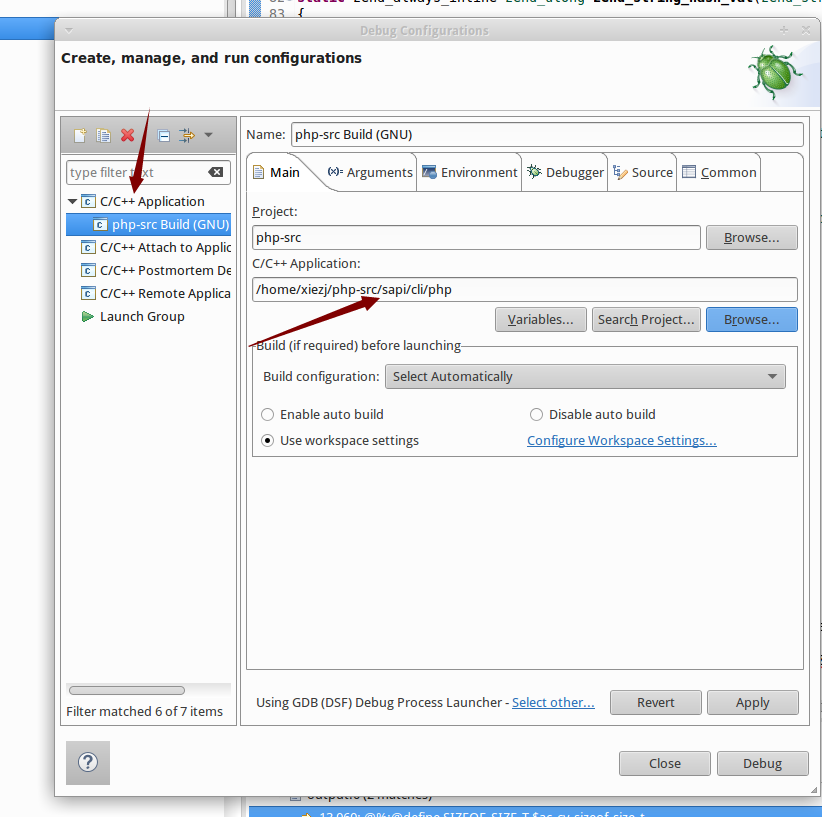 83
{
Debug Configurations
Create, manage, and run configurations
Name:
php-src Build (GNU)
type filter text
C/C++ Application
php-src Build (GNU)
C/C++ Attach to Applic
C/C++ Postmortem De
C/C++ Remote Applica
Launch Group
Filter matched 6 of 7 items
Main
(x)= Arguments
Environment
Debugger
Source
Common
Project:
php-src
Browse...
C/C++ Application:
/home/xiezj/php-src/sapi/cli/php
Variables...
Search Project...
Browse...
Build (if required) before launching
Build configuration:
Select Automatically
Enable auto build
Disable auto build
Use workspace settings
Configure Workspace Settings...
Using GDB (DSF) Debug Process Launcher - Select other...
Revert
Apply
Close
Debug